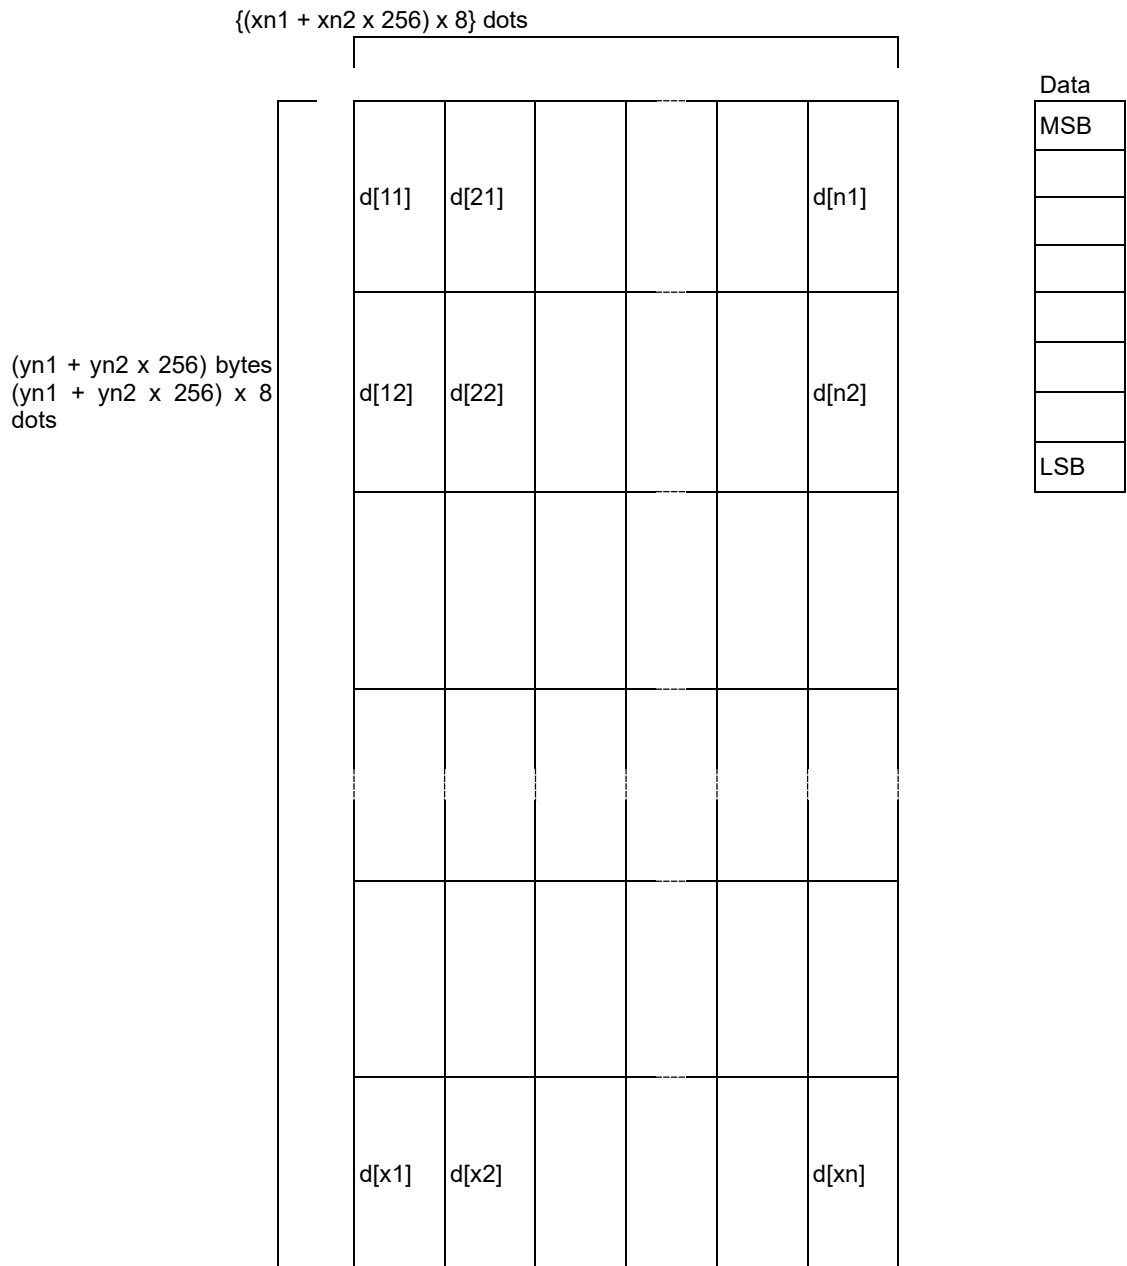 {(xn1 + xn2 x 256) x 8} dots
Data
MSB
d[11] d[21] d[n1]
(yn1 + yn2 x 256) bytes
(yn1 + yn2 x 256) x 8
dots
d[12] d[22] d[n2]
LSB
d[x1] d[x2] d[xn]